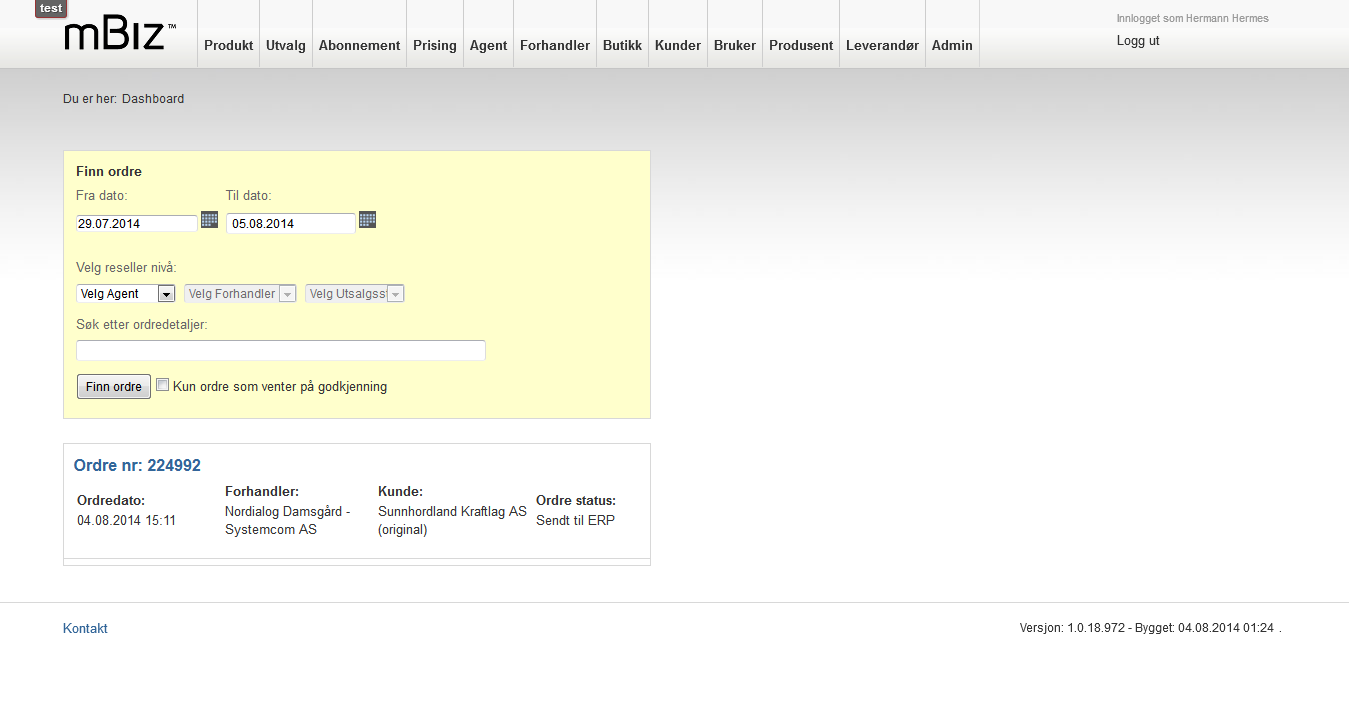 test
mBiz™
Produkt Utvalg Abonnement Prising Agent Forhandler Butikk Kunder Bruker Produsent Leverandør Admin
Innlogget som Hermann Hermes
Logg ut
Du er her: Dashboard
Finn ordre
Fra dato: Til dato:
29.07.2014 05.08.2014
Velg reseller nivå:
Velg Agent Velg Forhandler Velg Utsalgss
Søk etter ordredetaljer:
Finn ordre Kun ordre som venter på godkjenning
Ordre nr: 224992
Ordredato:
04.08.2014 15:11
Forhandler:
Nordialog Damsgård -
Systemcom AS
Kunde:
Sunnhordland Kraftlag AS
(original)
Ordre status:
Sendt til ERP
Kontakt
Versjon: 1.0.18.972 - Bygget: 04.08.2014 01:24 .